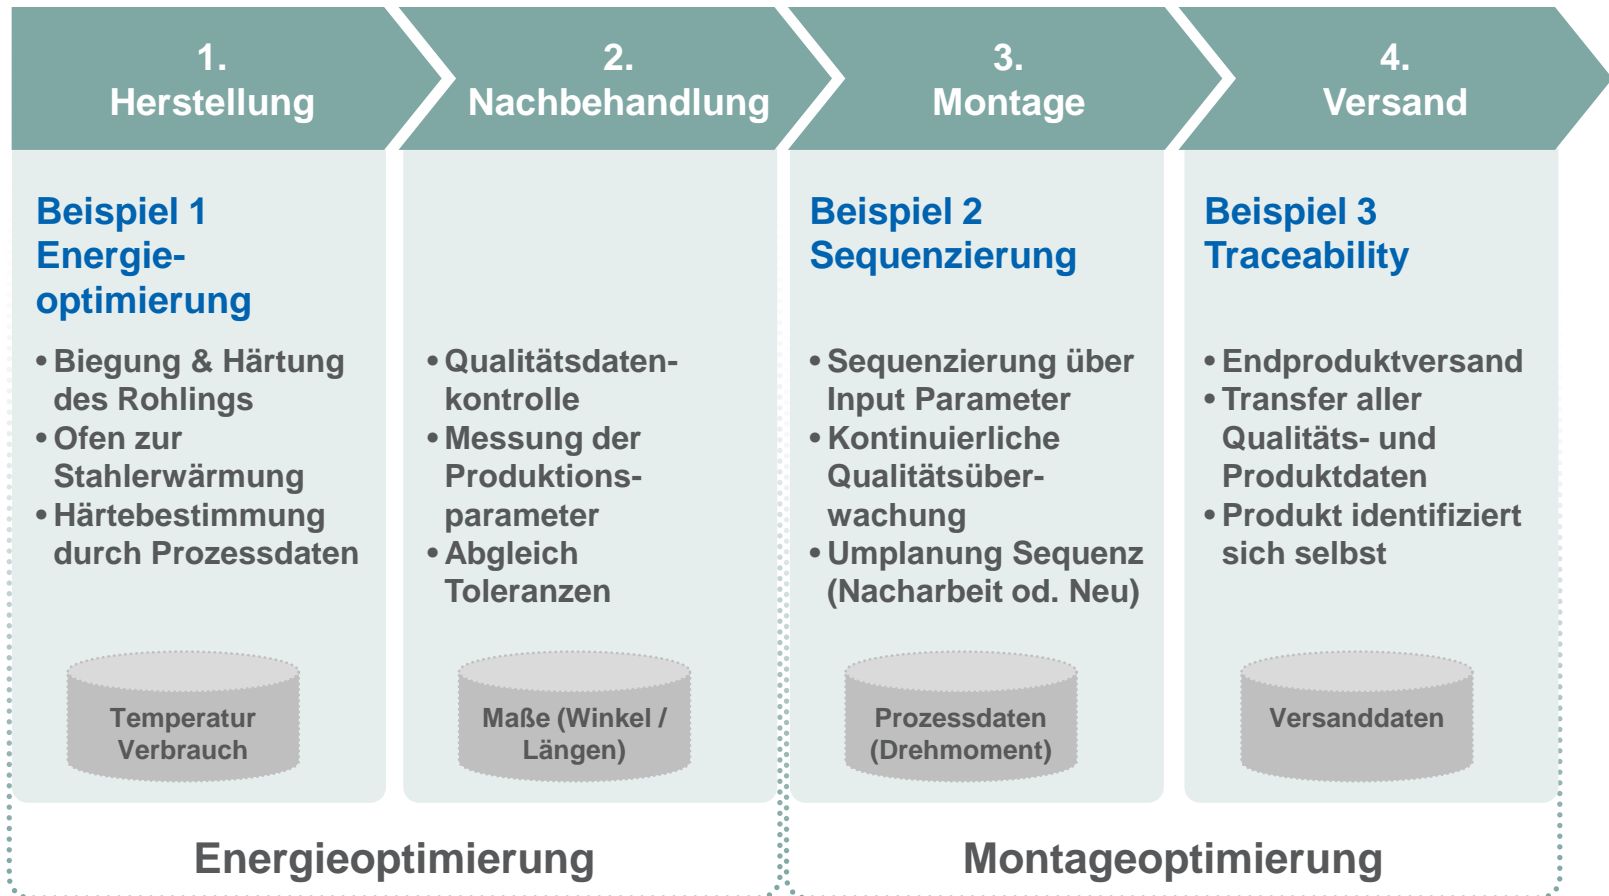 1.
Herstellung
2.
Nachbehandlung
3.
Montage
4.
Versand
Beispiel 1
Energie-
optimierung
• Biegung & Härtung
des Rohlings
• Ofen zur
Stahlerwärmung
• Härtebestimmung
durch Prozessdaten
Temperatur
Verbrauch
• Qualitätsdaten-
kontrolle
• Messung der
Produktions-
parameter
• Abgleich
Toleranzen
Maße (Winkel /
Längen)
Beispiel 2
Sequenzierung
• Sequenzierung über
Input Parameter
• Kontinuierliche
Qualitätsüber-
wachung
• Umplanung Sequenz
(Nacharbeit od. Neu)
Prozessdaten
(Drehmoment)
Beispiel 3
Traceability
• Endproduktversand
• Transfer aller
Qualitäts- und
Produktdaten
• Produkt identifiziert
sich selbst
Versanddaten
Energieoptimierung
Montageoptimierung